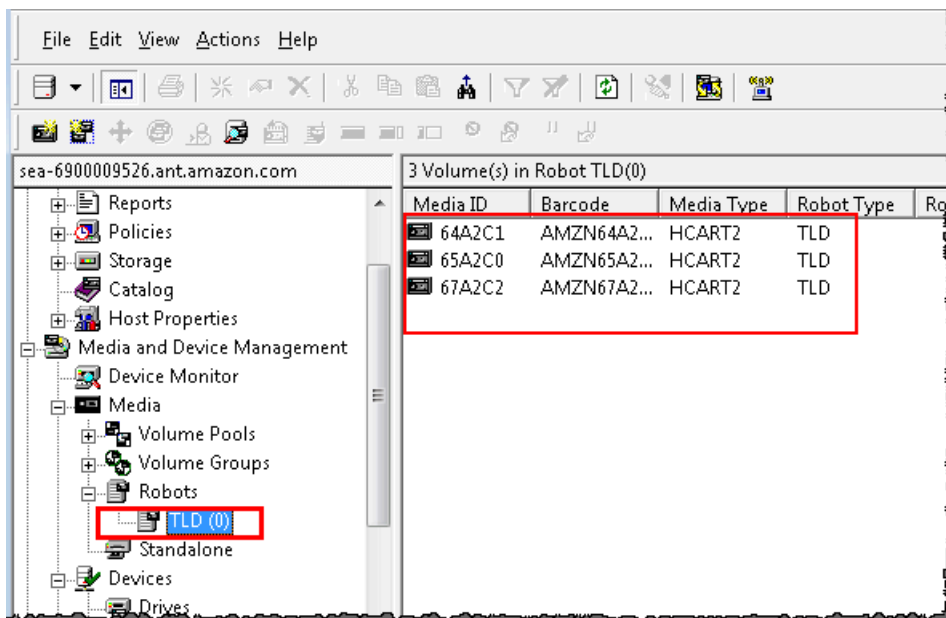 File Edit View Actions Help
sea-6900009526.ant.amazon.com
3 Volume(s) in Robot TLD(0)
Reports
Policies
Storage
Catalog
Host Properties
Media and Device Management
Device Monitor
Media
Volume Pools
Volume Groups
Robots
TLD (0)
Standalone
Devices
Drives
Media ID Barcode Media Type Robot Type Ro
64A2C1 AMZN64A2... HCART2 TLD
65A2C0 AMZN65A2... HCART2 TLD
67A2C2 AMZN67A2... HCART2 TLD